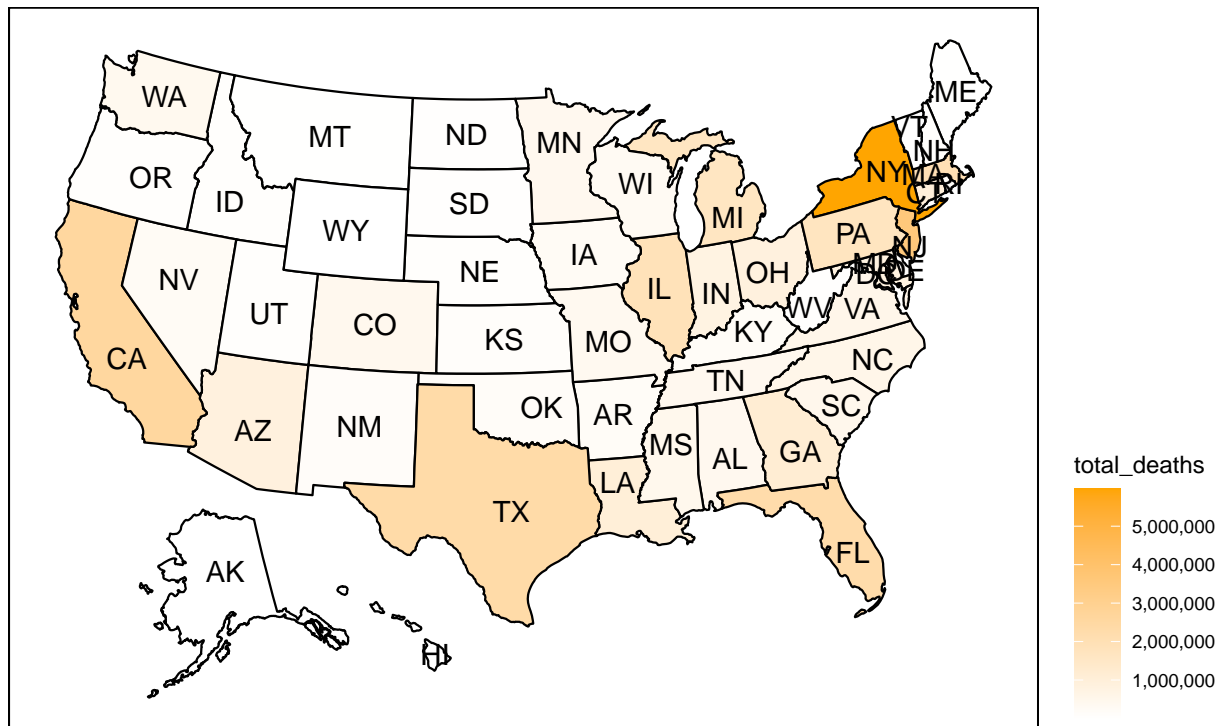 ME
WA
VT
MT
ND
MN
NH
OR
NY
MA
RI
WI
ID
SD
CT
MI
WY
PA
NJ
IA
NE
OH
DE
NV
IL
IN
WV
VA
UT
CO
KS
MO
KY
CA
NC
TN
AZ
NM
OK
AR
SC
MS
AL
GA
LA
TX
FL
AK
HI
total_deaths
5,000,000
4,000,000
3,000,000
2,000,000
1,000,000